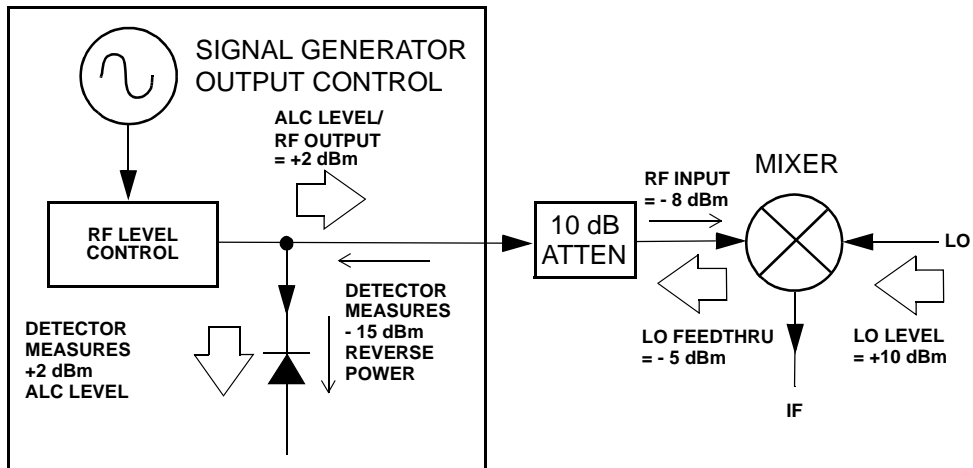 SIGNAL GENERATOR
OUTPUT CONTROL
ALC LEVEL/
RF OUTPUT
= +2 dBm
RF LEVEL
CONTROL
DETECTOR
MEASURES
+2 dBm
ALC LEVEL
DETECTOR
MEASURES
- 15 dBm
REVERSE
POWER
10 dB
ATTEN
RF INPUT
= - 8 dBm
MIXER
LO
LO FEEDTHRU
= - 5 dBm
LO LEVEL
= +10 dBm
IF